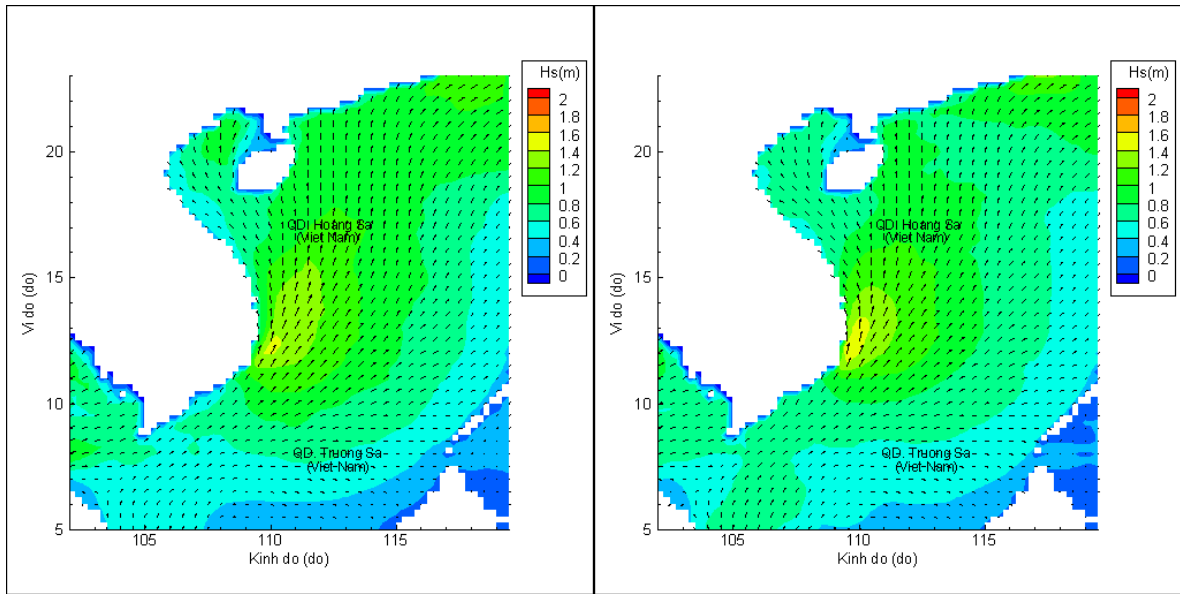 Hs(m)
2
1.8
1.6
1.4
1.2
1
0.8
0.6
0.4
0.2
0
20
15
10
5
Vi do (do)
105
110
115
Kinh do (do)
QDI Hoang Sa
(Viet Nam)
QD. Truong Sa
(Viet-Nam)
Hs(m)
2
1.8
1.6
1.4
1.2
1
0.8
0.6
0.4
0.2
0
20
15
10
5
Vi do (do)
105
110
115
Kinh do (do)
QDI Hoang Sa
(Viet Nam)
QD. Truong Sa
(Viet-Nam)